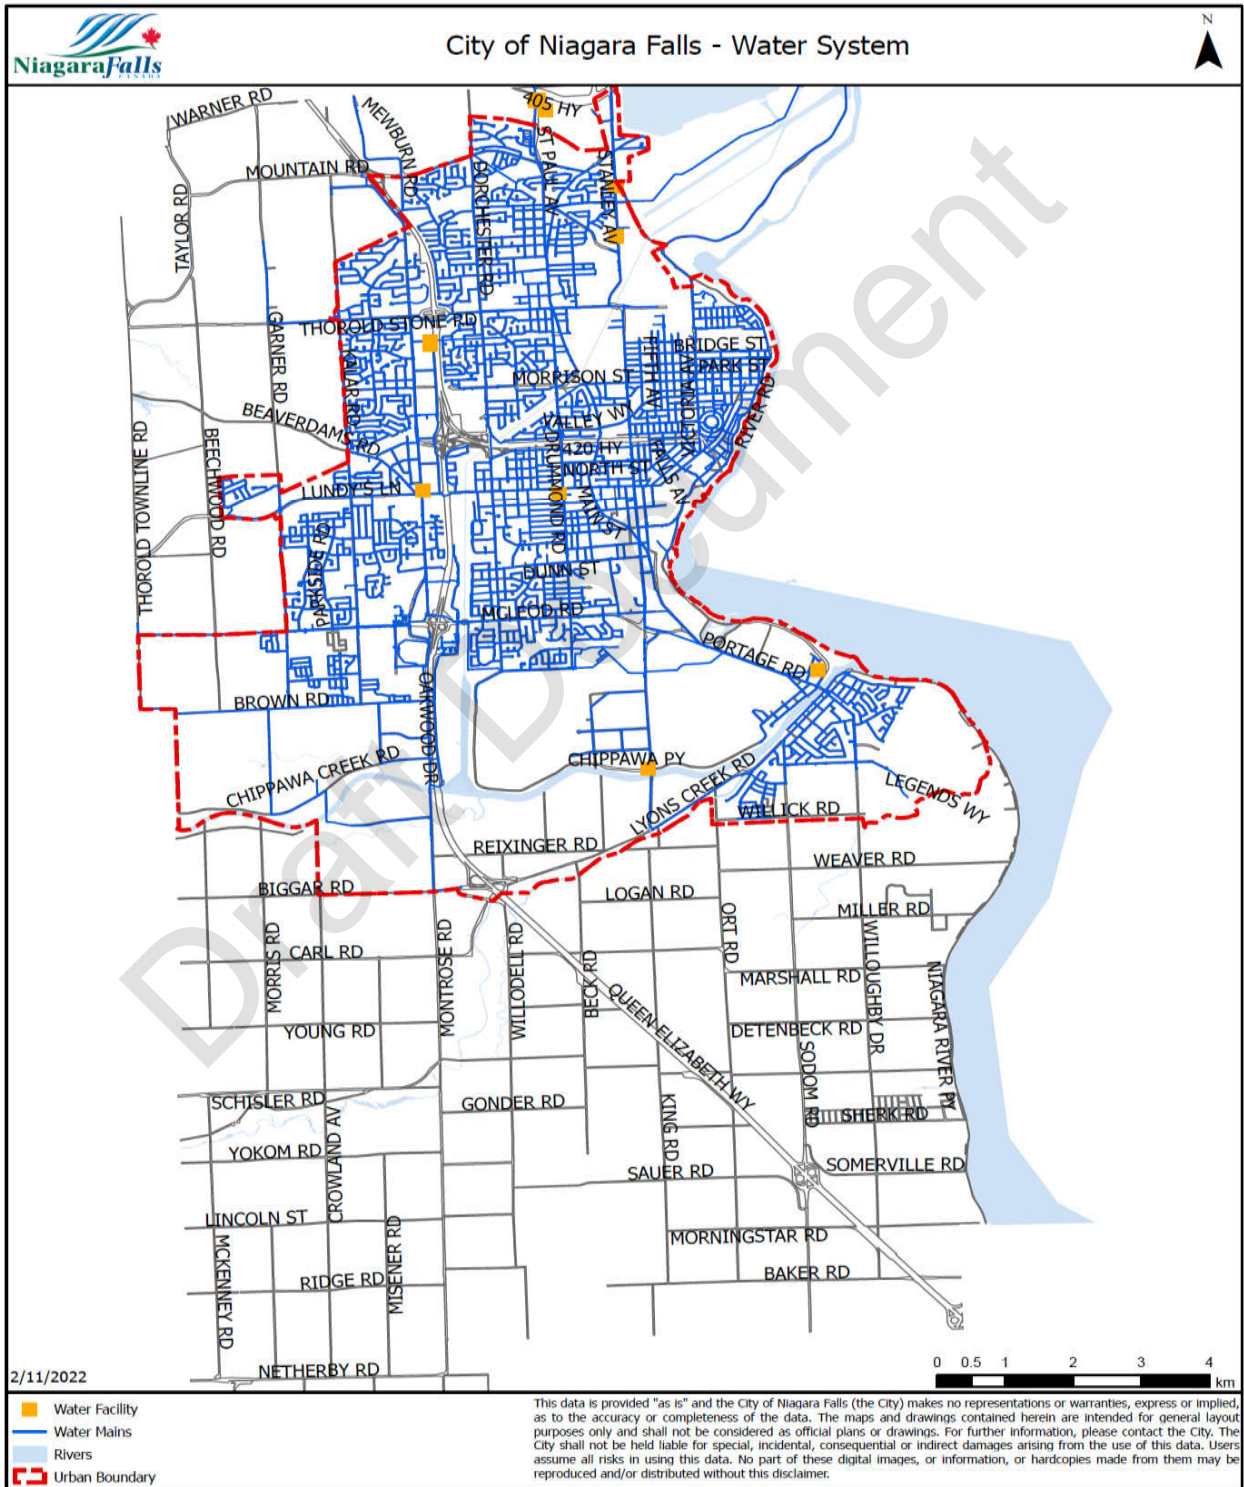 NiagaraFalls
CANADA
City of Niagara Falls - Water System
N
WARNER RD
405 HY
MEWBURN RD
ST PAUL AV
STANLEY AV
MOUNTAIN RD
DORCHESTER RD
TAYLOR RD
GARNER RD
THOROLD STONE RD
KALAR RD
FIFTH AV
VICTORIA AV
BRIDGE ST
PARK ST
MORRISON ST
RIVER RD
BEAVERDAMS RD
VALLEY WY
THOROLD TOWNLINE RD
BEECHWOOD RD
DRUMMOND RD
420 HY
NORTH ST
FALLS AV
LUNDY'S LN
MAIN ST
PARKSIDE RD
DUNN ST
MCLEOD RD
PORTAGE RD
BROWN RD
OAKWOOD DR
CHIPPAWA CREEK RD
CHIPPAWA PY
LYONS CREEK RD
LEGENDS WY
WILLICK RD
REIXINGER RD
WEAVER RD
BIGGAR RD
LOGAN RD
MILLER RD
ORT RD
MORRIS RD
CARL RD
MONTROSE RD
WILLODELL RD
BECK RD
MARSHALL RD
WILLOUGHBY DR
NIAGARA RIVER PY
QUEEN ELIZABETH WY
YOUNG RD
DETENBECK RD
SODOM RD
SCHISLER RD
GONDER RD
KING RD
SHERK RD
CROWLAND AV
YOKOM RD
SAUER RD
SOMERVILLE RD
LINCOLN ST
MCKENNEY RD
MISENER RD
MORNINGSTAR RD
RIDGE RD
BAKER RD
NETHERBY RD
Draft Document
2/11/2022
0 0.5 1 2 3 4
km
Water Facility
Water Mains
Rivers
Urban Boundary
This data is provided "as is" and the City of Niagara Falls (the City) makes no representations or warranties, express or implied,
as to the accuracy or completeness of the data. The maps and drawings contained herein are intended for general layout
purposes only and shall not be considered as official plans or drawings. For further information, please contact the City. The
City shall not be held liable for special, incidental, consequential or indirect damages arising from the use of this data. Users
assume all risks in using this data. No part of these digital images, or information, or hardcopies made from them may be
reproduced and/or distributed without this disclaimer.